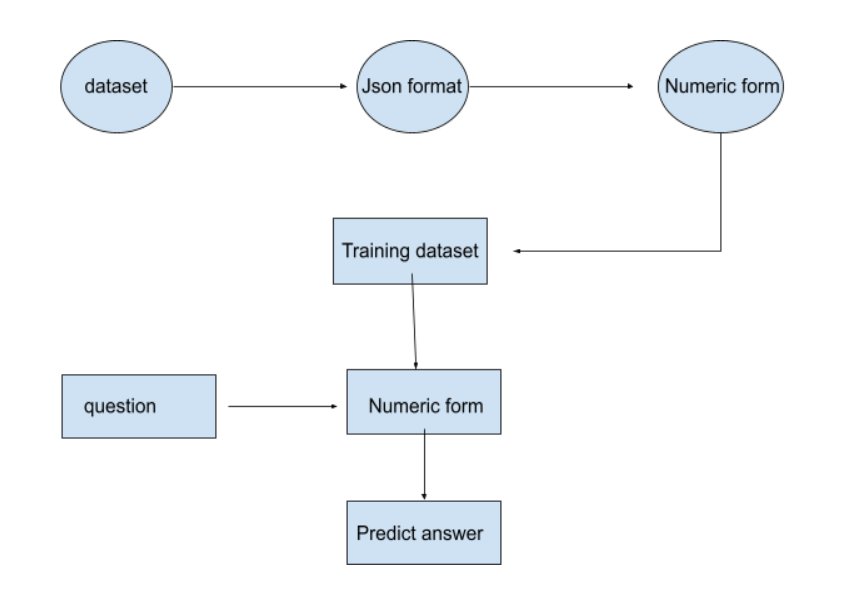 dataset
Json format
Numeric form
Training dataset
question
Numeric form
Predict answer